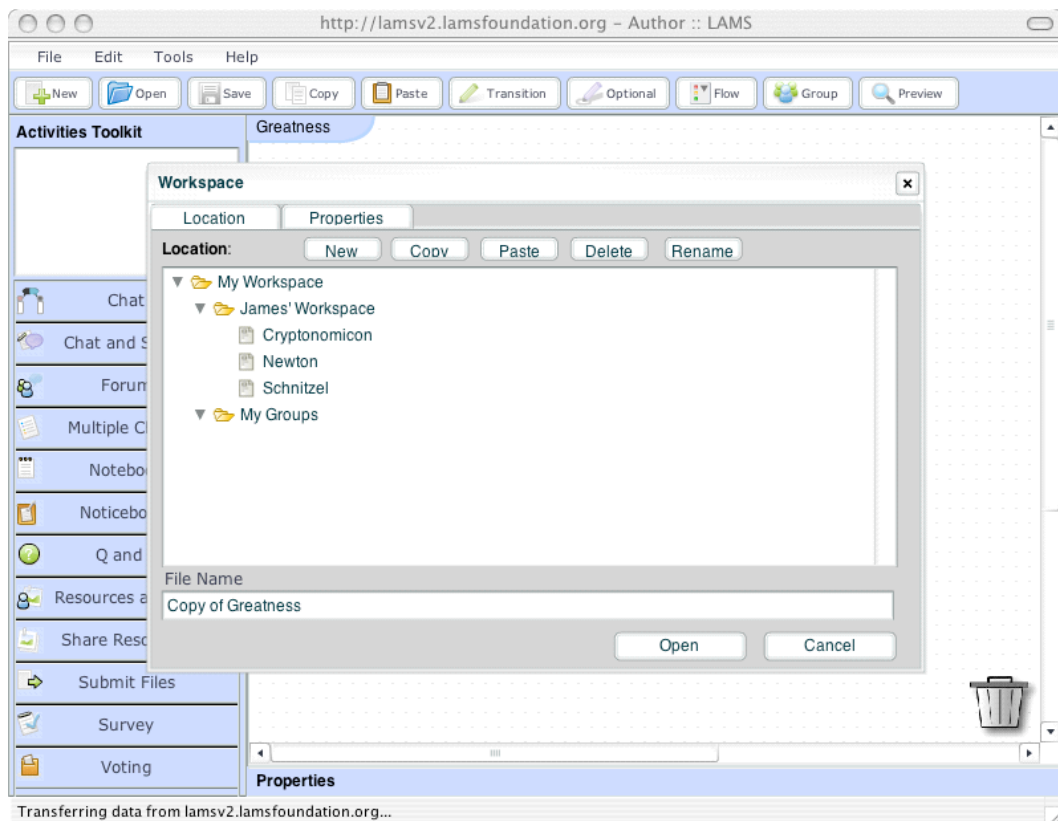 http://lamsv2.lamsfoundation.org – Author :: LAMS
File Edit Tools Help
New Open Save Copy Paste Transition Optional Flow Group Preview
Activities Toolkit
Greatness
Workspace
Location Properties
Location: New Copy Paste Delete Rename
My Workspace
James' Workspace
Cryptonomicon
Newton
Schnitzel
My Groups
File Name
Copy of Greatness
Open Cancel
Chat
Chat and S
Forum
Multiple C
Notebo
Noticebo
Q and
Resources a
Share Reso
Submit Files
Survey
Voting
Properties
Transferring data from lamsv2.lamsfoundation.org...